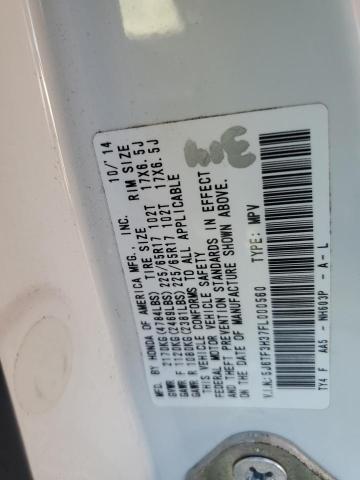 MFD. BY HONDA OF AMERICA MFG., INC. 10/'14
TIRE SIZE RIM SIZE
GVWR 2170KG(4784LBS) 225/65R17 102T 17X6.5J
GAWR F 1120KG(2469LBS) 225/65R17 102T 17X6.5J
GAWR R 1080KG(2381LBS)
THIS VEHICLE CONFORMS TO ALL APPLICABLE
FEDERAL MOTOR VEHICLE SAFETY
AND THEFT PREVENTION STANDARDS IN EFFECT
ON THE DATE OF MANUFACTURE SHOWN ABOVE.
V.I.N.:5J8TF3H37FL000560 TYPE: MPV
TY4 F AA5 - NH603P - A - L